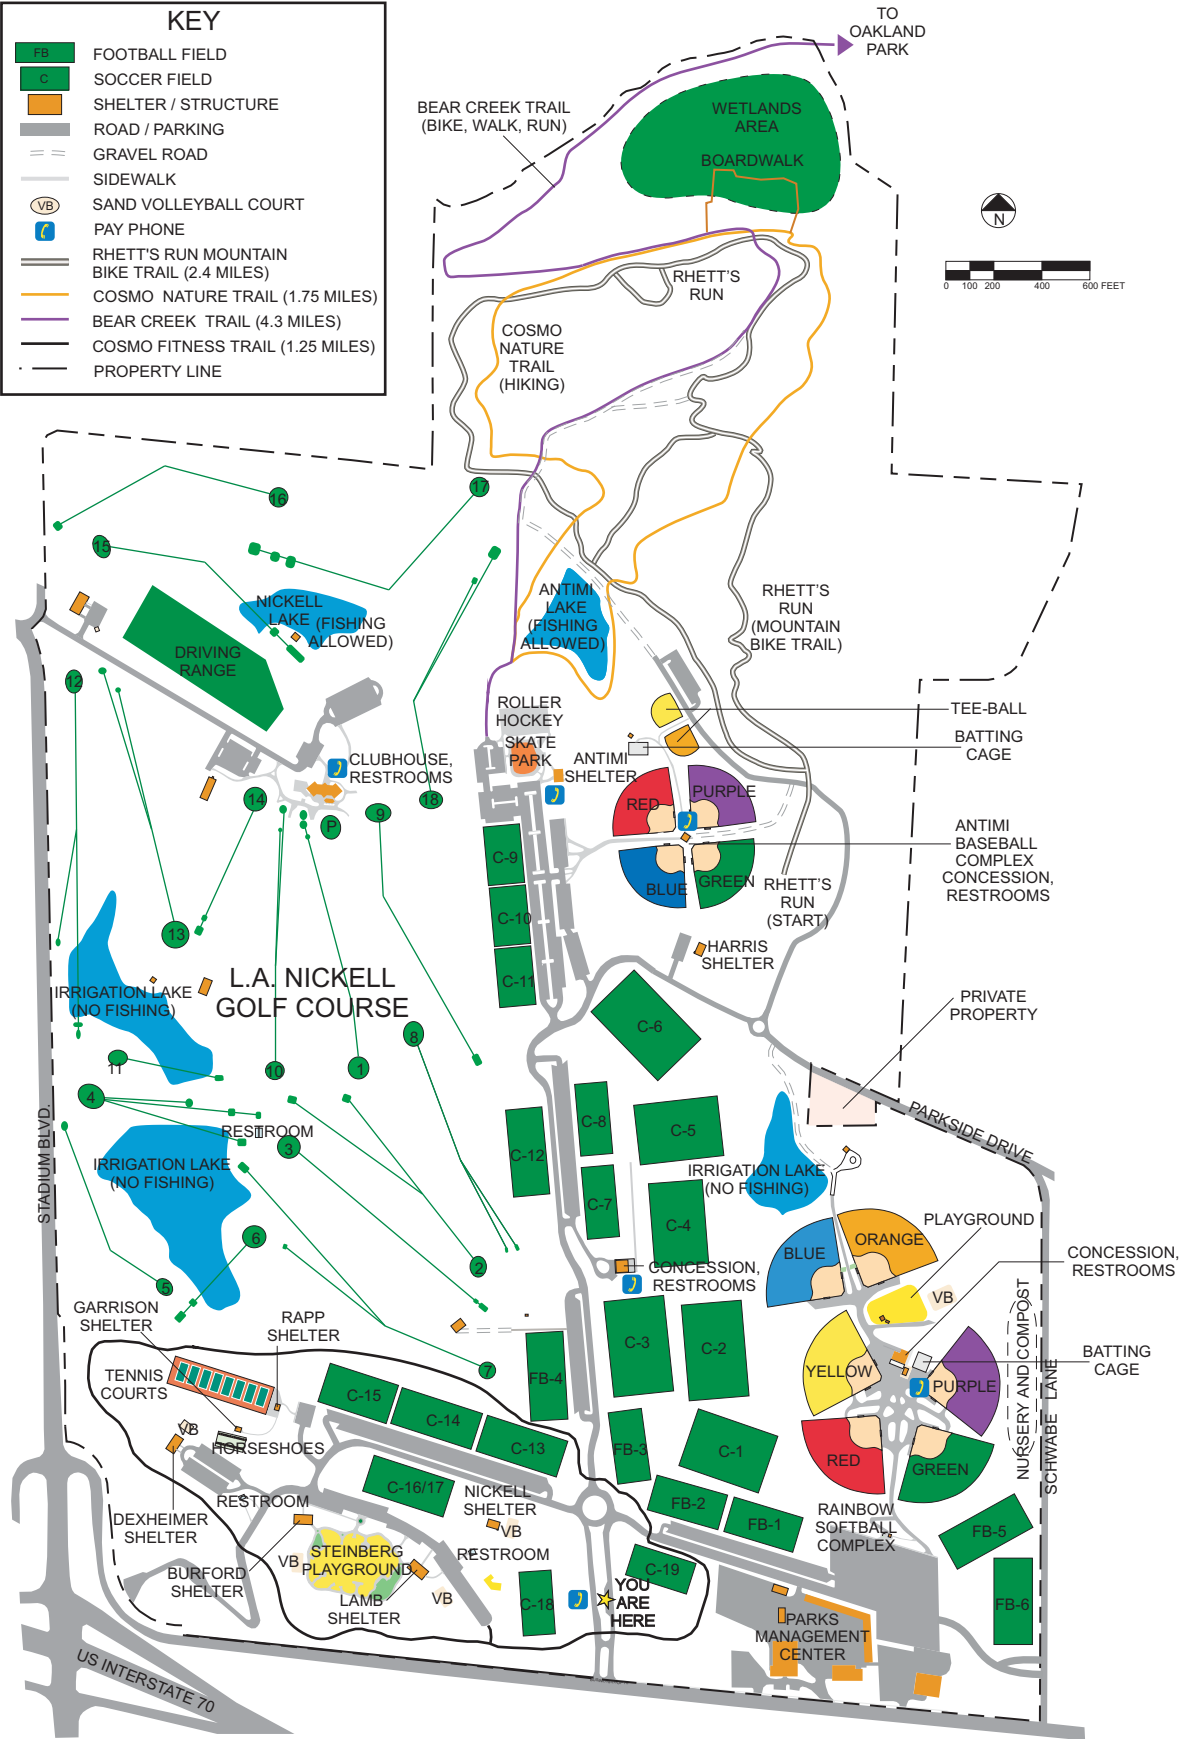 KEY
FB
FOOTBALL FIELD
C
SOCCER FIELD
SHELTER / STRUCTURE
ROAD / PARKING
GRAVEL ROAD
SIDEWALK
VB
SAND VOLLEYBALL COURT
PAY PHONE
RHETT'S RUN MOUNTAIN
BIKE TRAIL (2.4 MILES)
COSMO NATURE TRAIL (1.75 MILES)
BEAR CREEK TRAIL (4.3 MILES)
COSMO FITNESS TRAIL (1.25 MILES)
PROPERTY LINE
TO
OAKLAND
PARK
BEAR CREEK TRAIL
(BIKE, WALK, RUN)
WETLANDS
AREA
BOARDWALK
N
0 100 200 400 600 FEET
RHETT'S
RUN
COSMO
NATURE
TRAIL
(HIKING)
16
17
15
NICKELL
LAKE (FISHING
ALLOWED)
ANTIMI
LAKE
(FISHING
ALLOWED)
RHETT'S
RUN
(MOUNTAIN
BIKE TRAIL)
DRIVING
RANGE
12
ROLLER
HOCKEY
SKATE
PARK
ANTIMI
SHELTER
TEE-BALL
BATTING
CAGE
CLUBHOUSE,
RESTROOMS
14
P
9
18
RED
PURPLE
BLUE
GREEN
ANTIMI
BASEBALL
COMPLEX
CONCESSION,
RESTROOMS
RHETT'S
RUN
(START)
C-9
C-10
C-11
13
HARRIS
SHELTER
IRRIGATION LAKE
(NO FISHING)
L.A. NICKELL
GOLF COURSE
C-6
PRIVATE
PROPERTY
8
11
10
1
4
RESTROOM
3
C-8
C-5
C-12
C-7
C-4
PARKSIDE DRIVE
STADIUM BLVD.
IRRIGATION LAKE
(NO FISHING)
IRRIGATION LAKE
(NO FISHING)
6
2
5
CONCESSION,
RESTROOMS
BLUE
ORANGE
PLAYGROUND
VB
CONCESSION,
RESTROOMS
GARRISON
SHELTER
RAPP
SHELTER
TENNIS
COURTS
7
C-3
C-2
FB-4
YELLOW
PURPLE
BATTING
CAGE
NURSERY AND COMPOST
SCHWABE LANE
C-15
C-14
C-13
VB
HORSESHOES
FB-3
C-1
RED
GREEN
C-16/17
NICKELL
SHELTER
VB
RESTROOM
DEXHEIMER
SHELTER
FB-2
FB-1
RAINBOW
SOFTBALL
COMPLEX
FB-5
STEINBERG
PLAYGROUND
VB
RESTROOM
BURFORD
SHELTER
LAMB
SHELTER
VB
C-19
C-18
YOU
ARE
HERE
FB-6
PARKS
MANAGEMENT
CENTER
US INTERSTATE 70